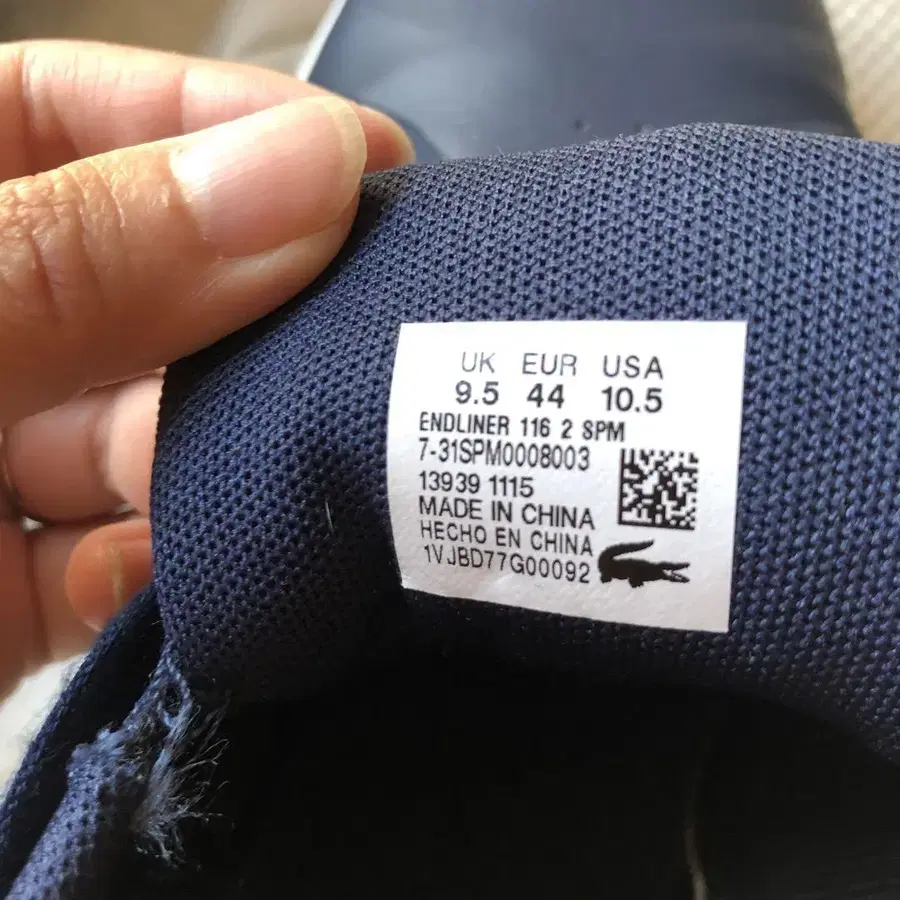 UK EUR USA
9.5 44 10.5
ENDLINER 116 2 SPM
7-31SPM0008003
13939 1115
MADE IN CHINA
HECHO EN CHINA
1VJBD77G00092